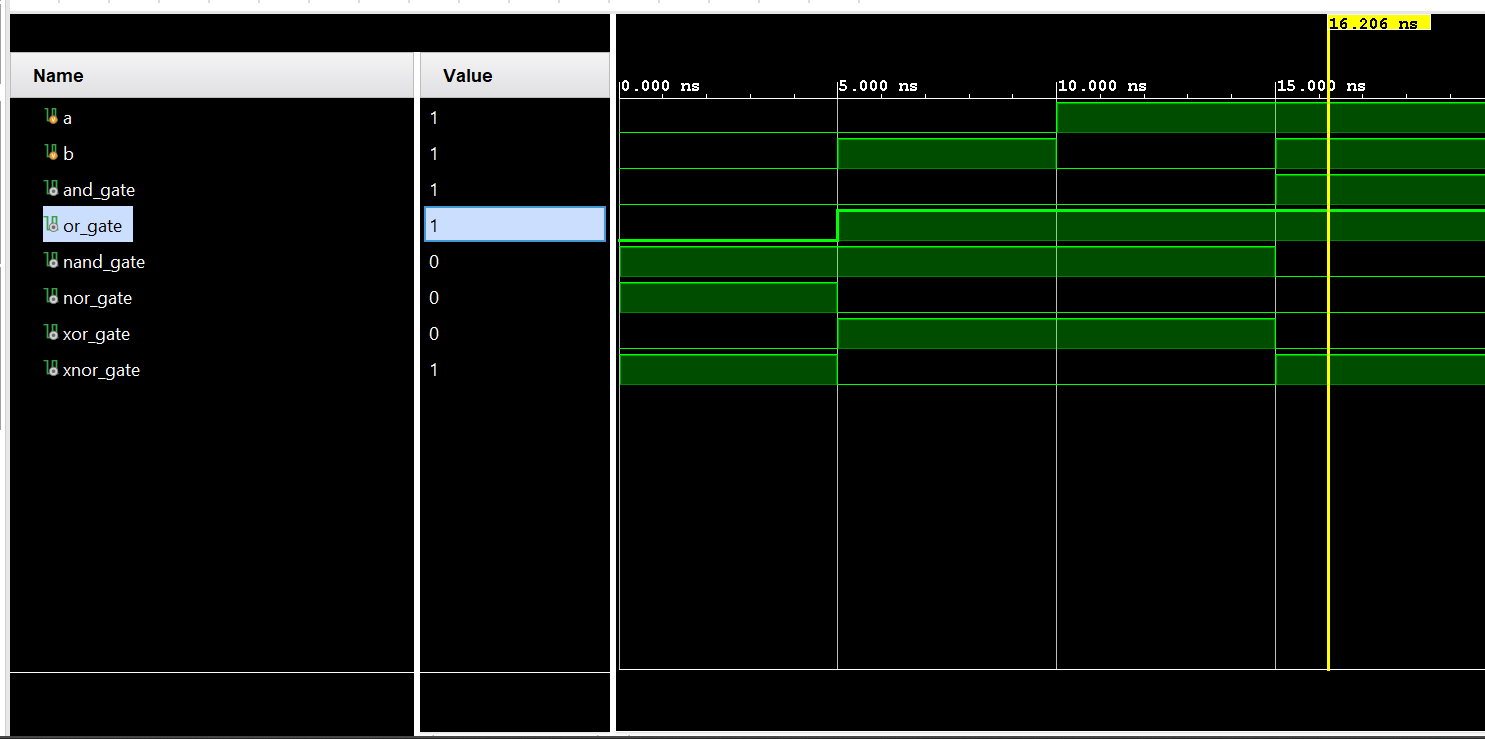 16.206 ns
Name Value
0.000 ns 5.000 ns 10.000 ns 15.000 ns
a 1
b 1
and_gate 1
or_gate 1
nand_gate 0
nor_gate 0
xor_gate 0
xnor_gate 1